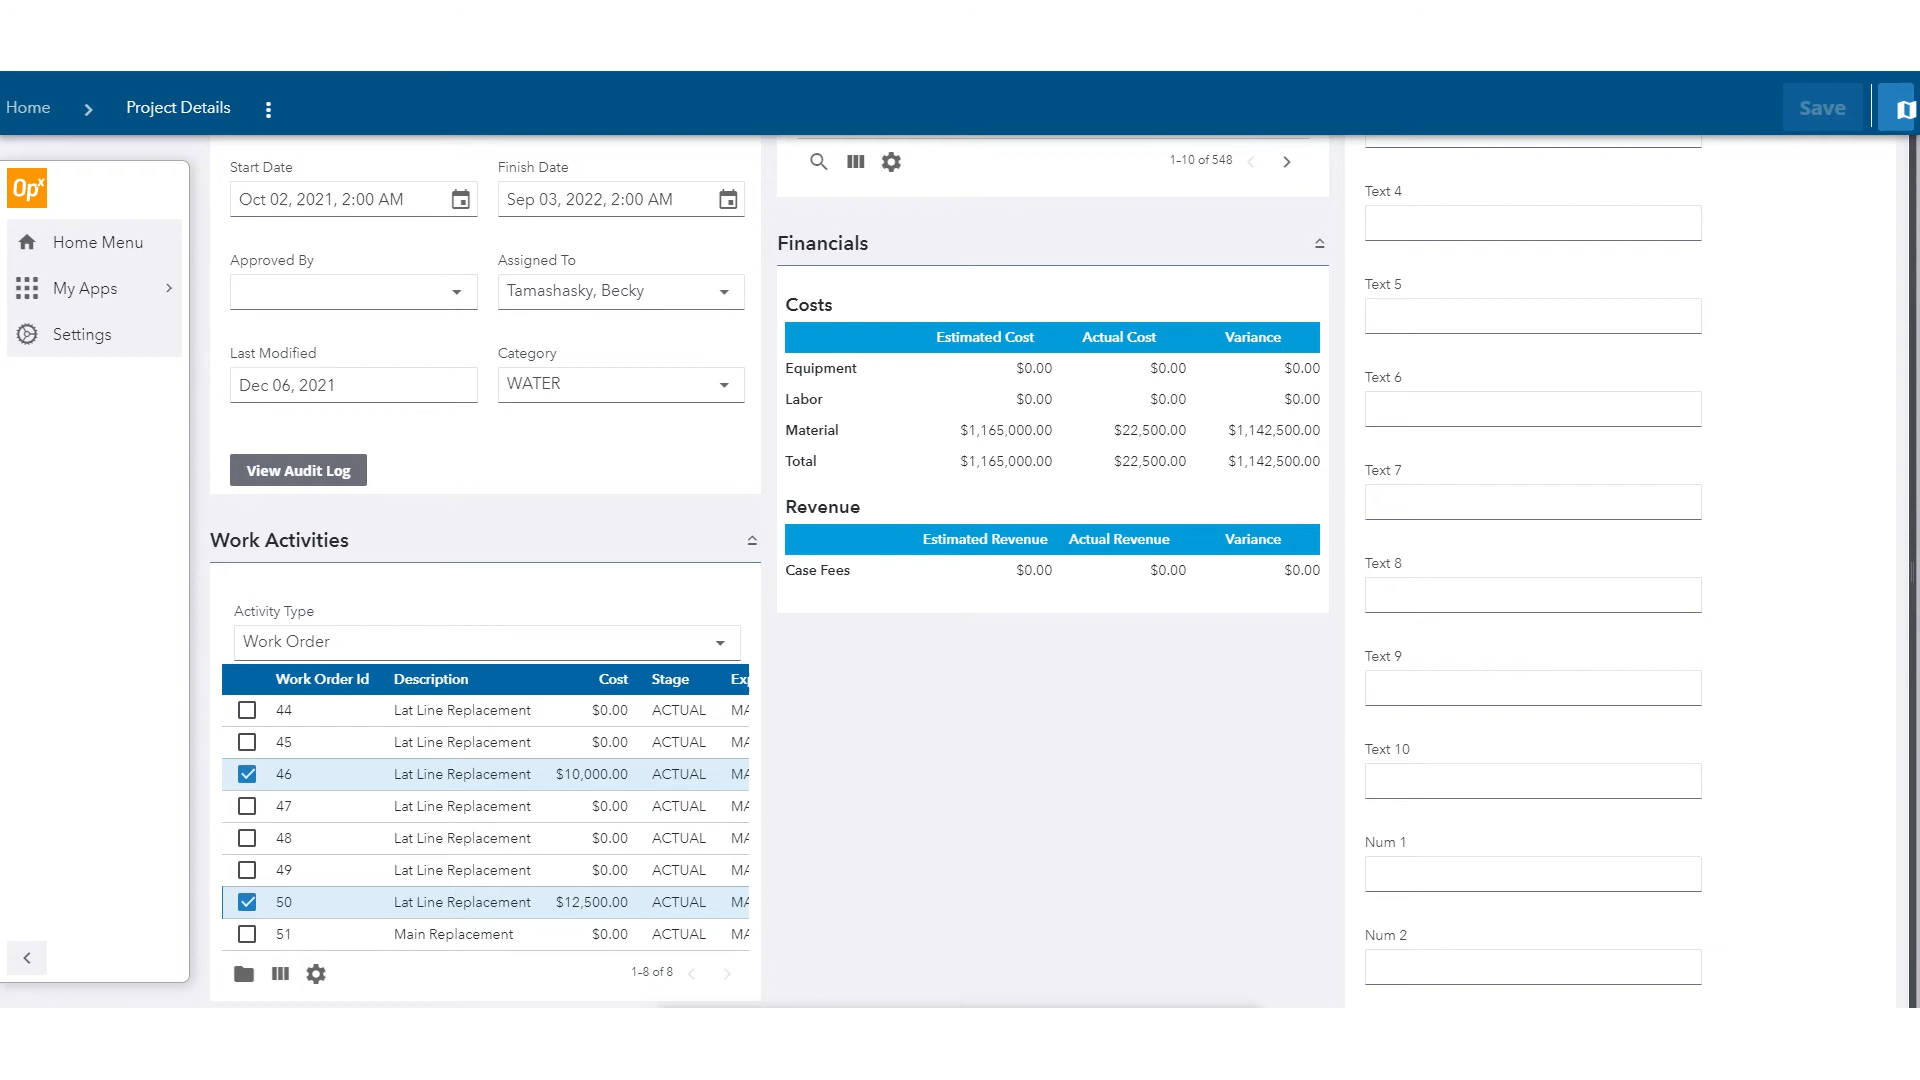 Home
Project Details
Save
Opx
Home Menu
My Apps
Settings
Start Date
Finish Date
Oct 02, 2021, 2:00 AM
Sep 03, 2022, 2:00 AM
Approved By
Assigned To
Tamashasky, Becky
Last Modified
Category
Dec 06, 2021
WATER
View Audit Log
Work Activities
Activity Type
Work Order
Work Order Id Description Cost Stage Exp
44 Lat Line Replacement $0.00 ACTUAL MA
45 Lat Line Replacement $0.00 ACTUAL MA
46 Lat Line Replacement $10,000.00 ACTUAL MA
47 Lat Line Replacement $0.00 ACTUAL MA
48 Lat Line Replacement $0.00 ACTUAL MA
49 Lat Line Replacement $0.00 ACTUAL MA
50 Lat Line Replacement $12,500.00 ACTUAL MA
51 Main Replacement $0.00 ACTUAL MA
1-8 of 8
1-10 of 548
Financials
Costs
Estimated Cost Actual Cost Variance
Equipment $0.00 $0.00 $0.00
Labor $0.00 $0.00 $0.00
Material $1,165,000.00 $22,500.00 $1,142,500.00
Total $1,165,000.00 $22,500.00 $1,142,500.00
Revenue
Estimated Revenue Actual Revenue Variance
Case Fees $0.00 $0.00 $0.00
Text 4
Text 5
Text 6
Text 7
Text 8
Text 9
Text 10
Num 1
Num 2